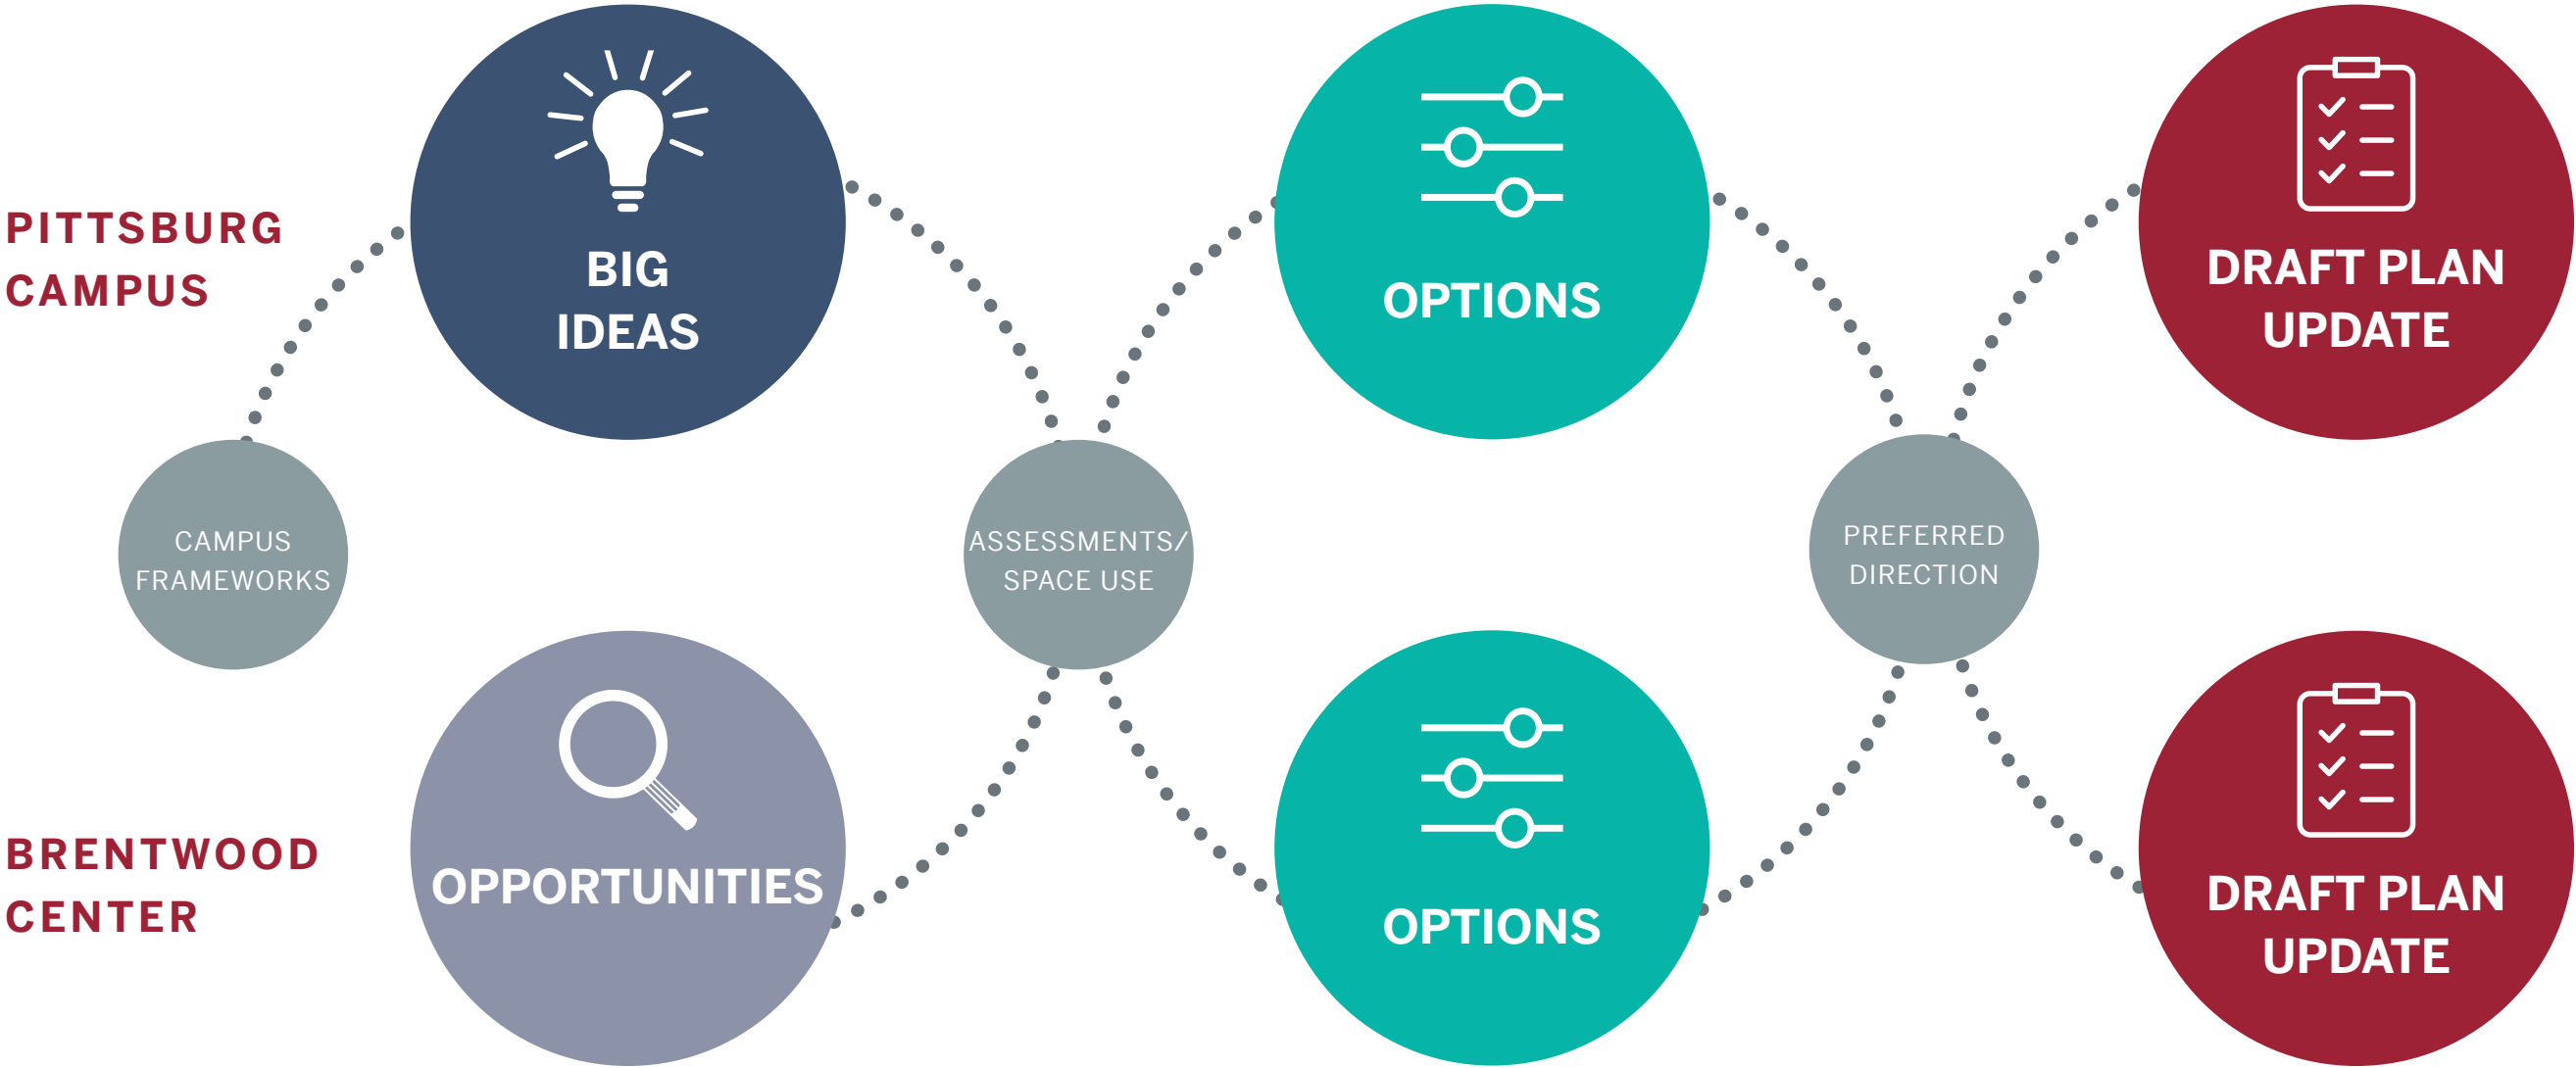 PITTSBURG
CAMPUS
BIG
IDEAS
OPTIONS
DRAFT PLAN
UPDATE
CAMPUS
FRAMEWORKS
ASSESSMENTS/
SPACE USE
PREFERRED
DIRECTION
BRENTWOOD
CENTER
OPPORTUNITIES
OPTIONS
DRAFT PLAN
UPDATE